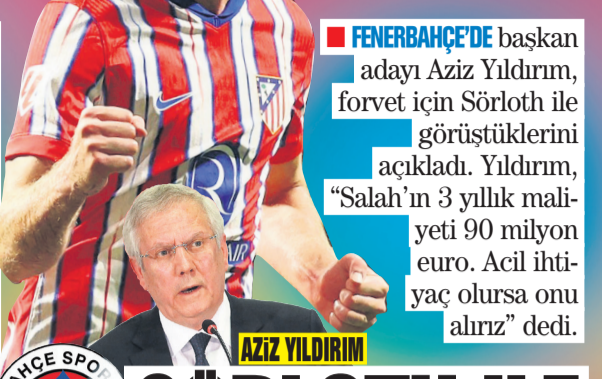 ■ FENERBAHÇE'DE başkan
adayı Aziz Yıldırım,
forvet için Sörloth ile
görüştüklerini
açıkladı. Yıldırım,
“Salah’ın 3 yıllık mali-
yeti 90 milyon
euro. Acil ihti-
yaç olursa onu
alırız” dedi.
AZİZ YILDIRIM